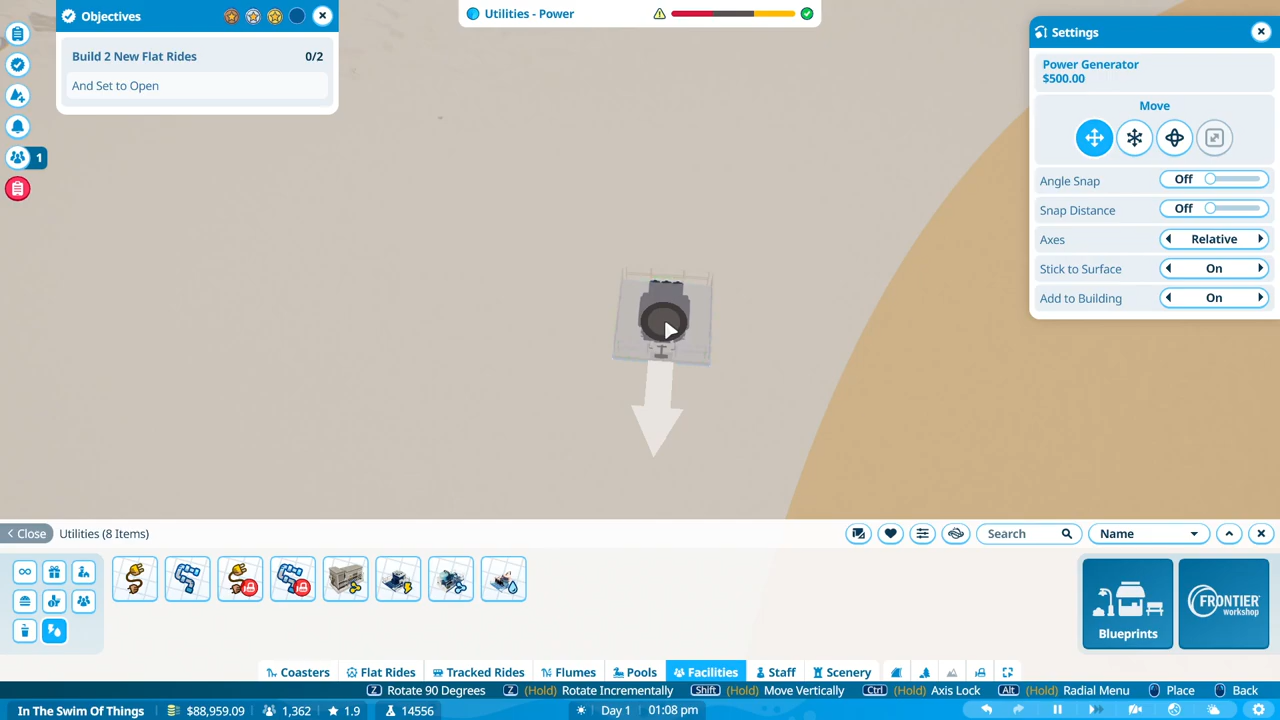 Objectives
Build 2 New Flat Rides 0/2
And Set to Open
Utilities - Power
Settings
Power Generator
$500.00
Move
Angle Snap Off
Snap Distance Off
Axes Relative
Stick to Surface On
Add to Building On
1
Close Utilities (8 Items) Search Name
Blueprints
FRONTIER
workshop
Coasters Flat Rides Tracked Rides Flumes Pools Facilities Staff Scenery
Z Rotate 90 Degrees Z (Hold) Rotate Incrementally Shift (Hold) Move Vertically Ctrl (Hold) Axis Lock Alt (Hold) Radial Menu Place Back
In The Swim Of Things $88,959.09 1,362 1.9 14556 Day 1 01:08 pm